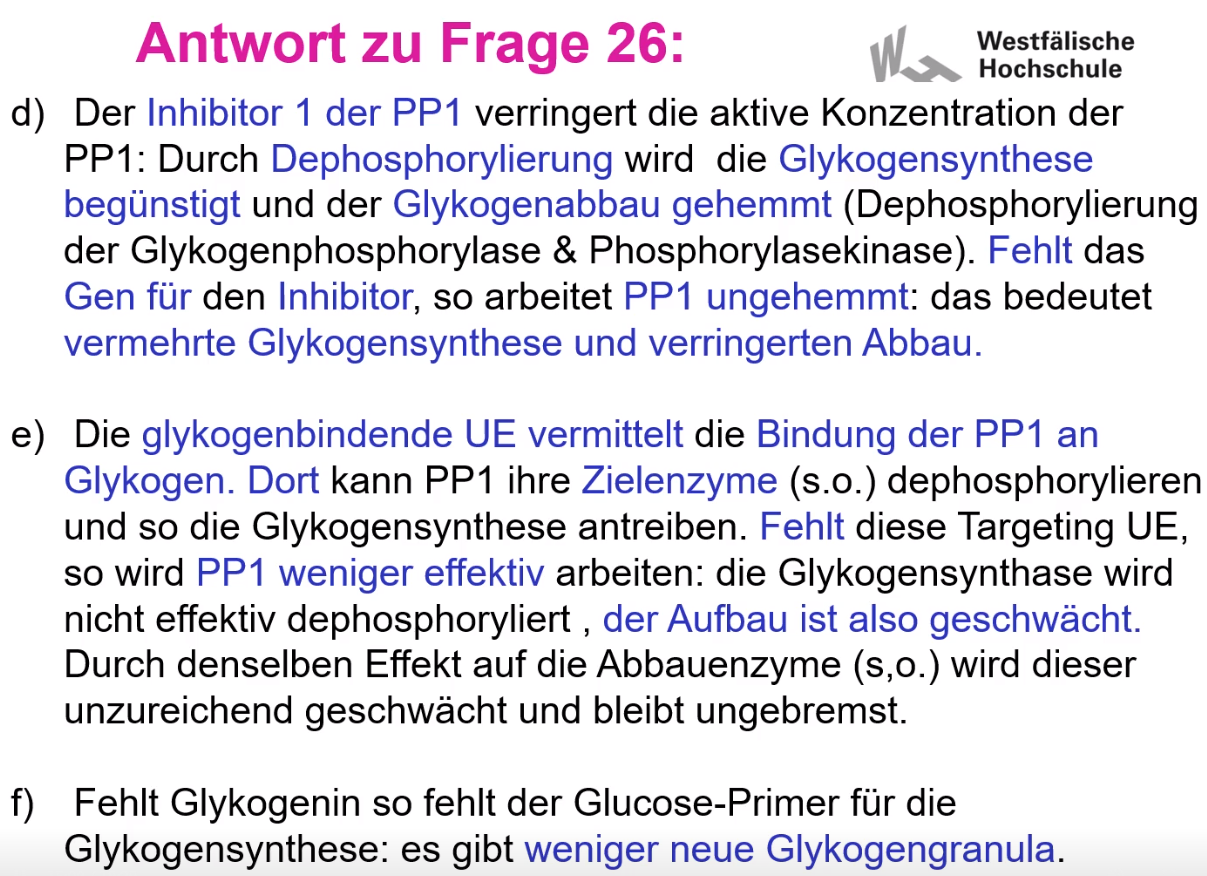 Antwort zu Frage 26:
Westfälische
Hochschule
d) Der Inhibitor 1 der PP1 verringert die aktive Konzentration der
PP1: Durch Dephosphorylierung wird die Glykogensynthese
begünstigt und der Glykogenabbau gehemmt (Dephosphorylierung
der Glykogenphosphorylase & Phosphorylasekinase). Fehlt das
Gen für den Inhibitor, so arbeitet PP1 ungehemmt: das bedeutet
vermehrte Glykogensynthese und verringerten Abbau.
e) Die glykogenbindende UE vermittelt die Bindung der PP1 an
Glykogen. Dort kann PP1 ihre Zielenzyme (s.o.) dephosphorylieren
und so die Glykogensynthese antreiben. Fehlt diese Targeting UE,
so wird PP1 weniger effektiv arbeiten: die Glykogensynthase wird
nicht effektiv dephosphoryliert , der Aufbau ist also geschwächt.
Durch denselben Effekt auf die Abbauenzyme (s,o.) wird dieser
unzureichend geschwächt und bleibt ungebremst.
f) Fehlt Glykogenin so fehlt der Glucose-Primer für die
Glykogensynthese: es gibt weniger neue Glykogengranula.